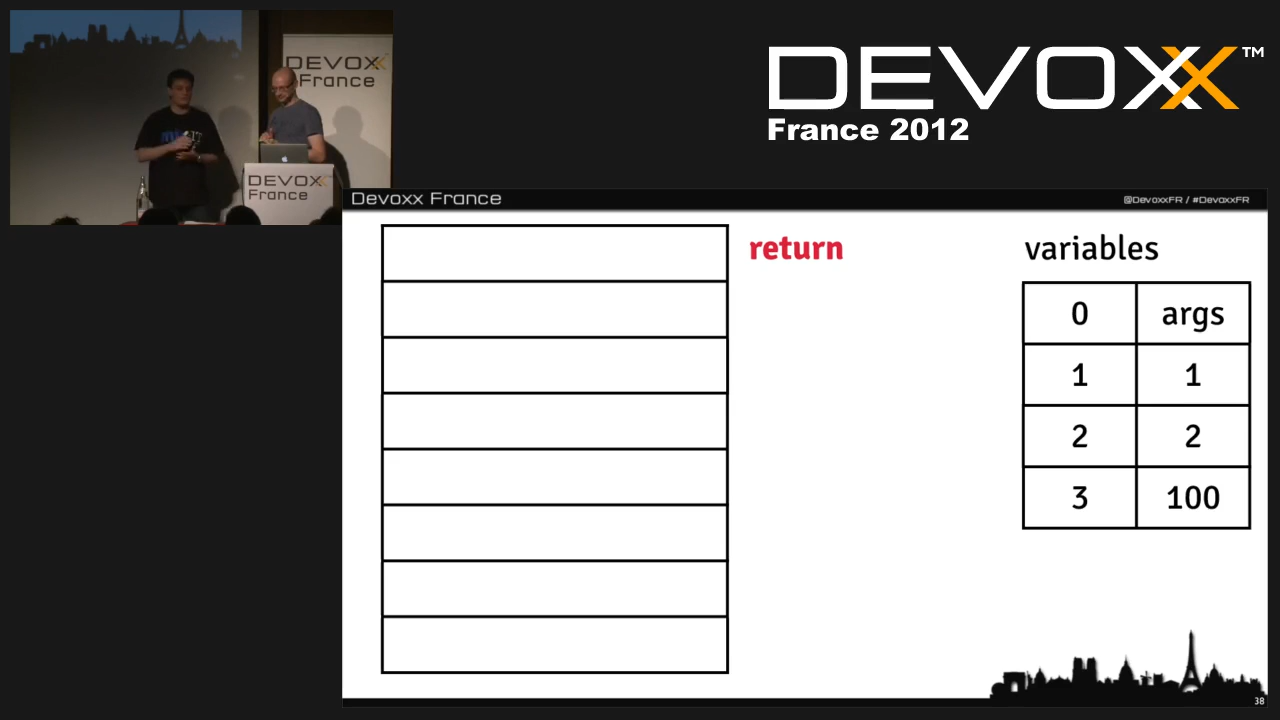 DEVOXX™
France 2012
DEVOXX
France
DEVOXX
France
Devoxx France
@DevoxxFR / #DevoxxFR
return
variables
0 args
1 1
2 2
3 100
38